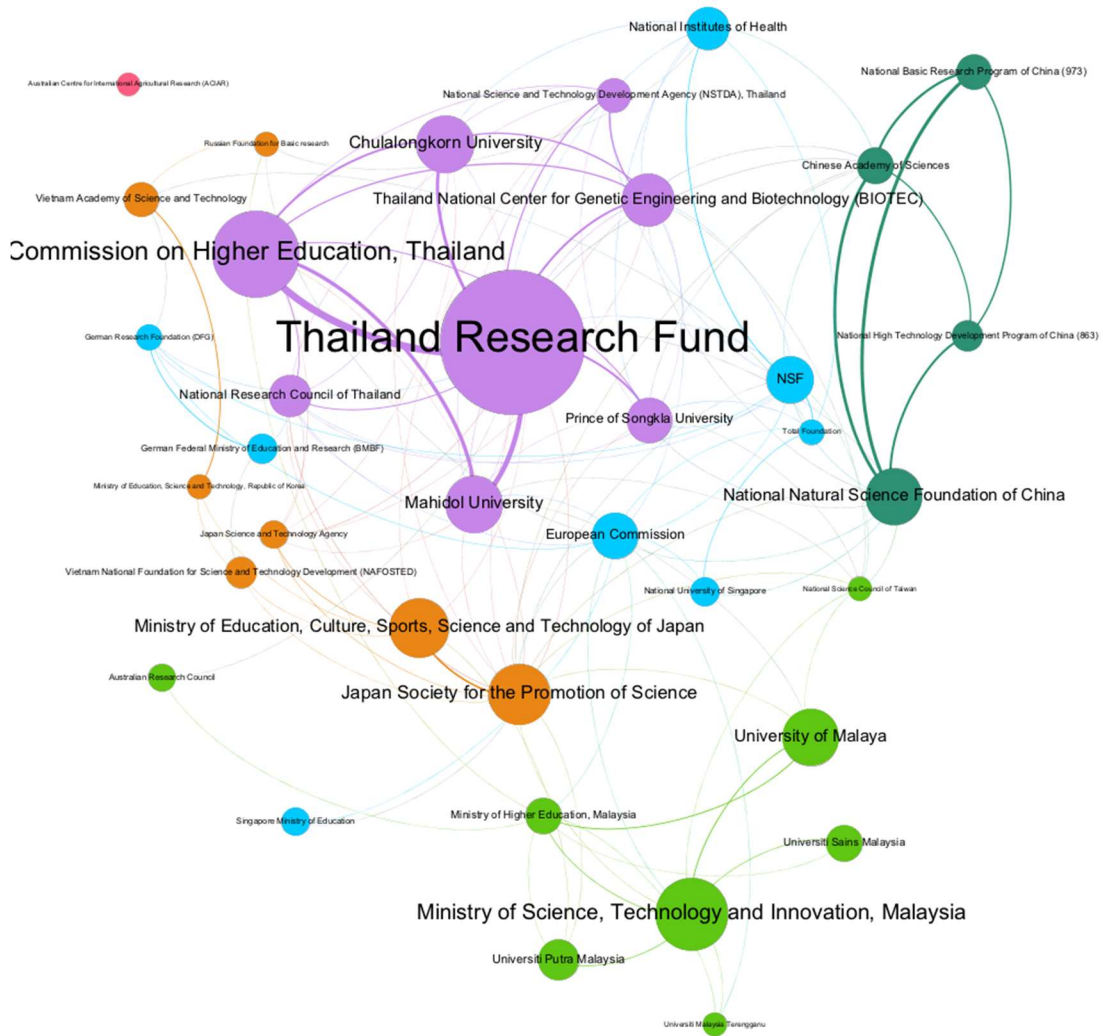 National Institutes of Health
National Basic Research Program of China (973)
Australian Centre for International Agricultural Research (ACIAR)
National Science and Technology Development Agency (NSTDA), Thailand
Chulalongkorn University
Russian Foundation for Basic research
Chinese Academy of Sciences
Vietnam Academy of Science and Technology
Thailand National Center for Genetic Engineering and Biotechnology (BIOTEC)
Commission on Higher Education, Thailand
Thailand Research Fund
German Research Foundation (DFG)
National High Technology Development Program of China (863)
NSF
National Research Council of Thailand
Prince of Songkla University
Total Foundation
German Federal Ministry of Education and Research (BMBF)
Ministry of Education, Science and Technology, Republic of Korea
National Natural Science Foundation of China
Mahidol University
Japan Science and Technology Agency
European Commission
Vietnam National Foundation for Science and Technology Development (NAFOSTED)
National University of Singapore
National Science Council of Taiwan
Ministry of Education, Culture, Sports, Science and Technology of Japan
Australian Research Council
Japan Society for the Promotion of Science
University of Malaya
Ministry of Higher Education, Malaysia
Singapore Ministry of Education
Universiti Sains Malaysia
Ministry of Science, Technology and Innovation, Malaysia
Universiti Putra Malaysia
Universiti Malaysia Terengganu